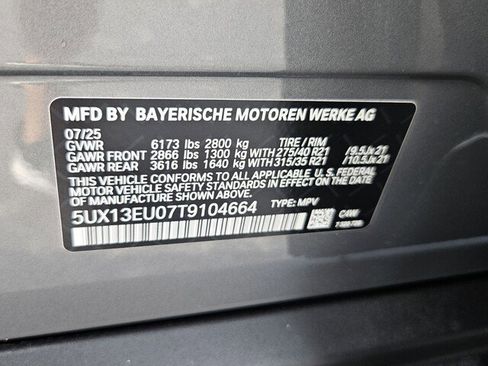 MFD BY BAYERISCHE MOTOREN WERKE AG
07/25
GVWR 6173 lbs 2800 kg TIRE / RIM
GAWR FRONT 2866 lbs 1300 kg WITH 275/40 R21 /9.5Jx21
GAWR REAR 3616 lbs 1640 kg WITH 315/35 R21 /10.5Jx21
THIS VEHICLE CONFORMS TO ALL APPLICABLE U.S. FEDERAL
MOTOR VEHICLE SAFETY STANDARDS IN EFFECT ON THE DATE
OF MANUFACTURE SHOWN ABOVE.
5UX13EU07T9104664 TYPE: MPV